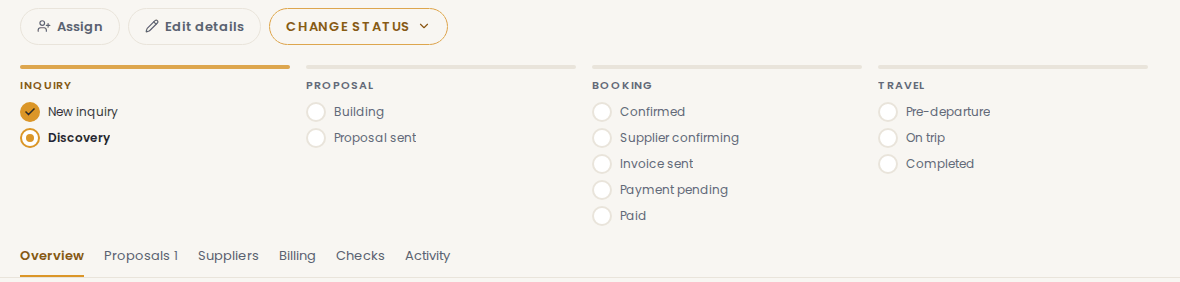 Assign
Edit details
CHANGE STATUS
INQUIRY
New inquiry
Discovery
PROPOSAL
Building
Proposal sent
BOOKING
Confirmed
Supplier confirming
Invoice sent
Payment pending
Paid
TRAVEL
Pre-departure
On trip
Completed
Overview
Proposals 1
Suppliers
Billing
Checks
Activity